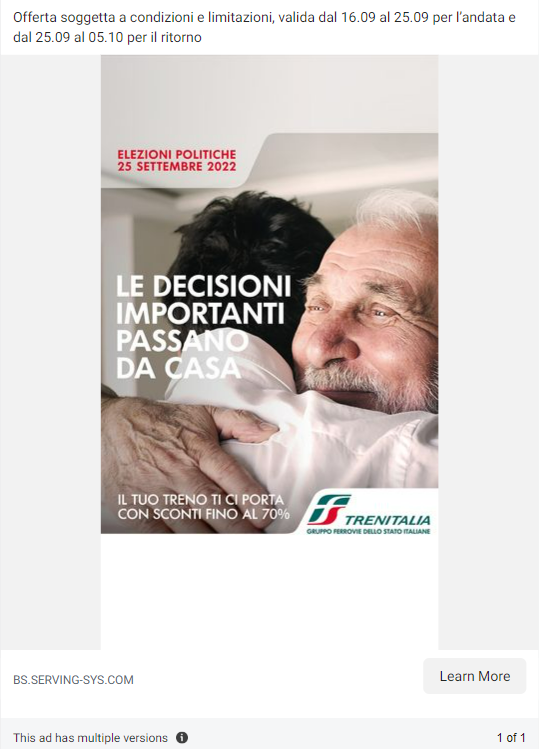 Offerta soggetta a condizioni e limitazioni, valida dal 16.09 al 25.09 per l'andata e
dal 25.09 al 05.10 per il ritorno
ELEZIONI POLITICHE
25 SETTEMBRE 2022
LE DECISIONI
IMPORTANTI
PASSANO
DA CASA
IL TUO TRENO TI CI PORTA
CON SCONTI FINO AL 70%
TRENITALIA
GRUPPO FERROVIE DELLO STATO ITALIANE
BS.SERVING-SYS.COM
Learn More
This ad has multiple versions
1 of 1